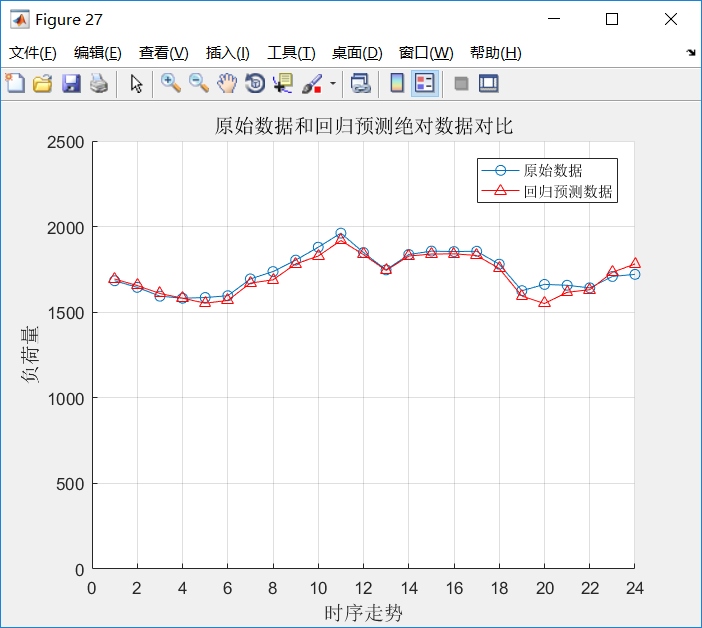 Figure 27
文件(F) 编辑(E) 查看(V) 插入(I) 工具(T) 桌面(D) 窗口(W) 帮助(H)
原始数据和回归预测绝对数据对比
2500
2000
1500
1000
500
0
负荷量
原始数据
回归预测数据
0 2 4 6 8 10 12 14 16 18 20 22 24
时序走势